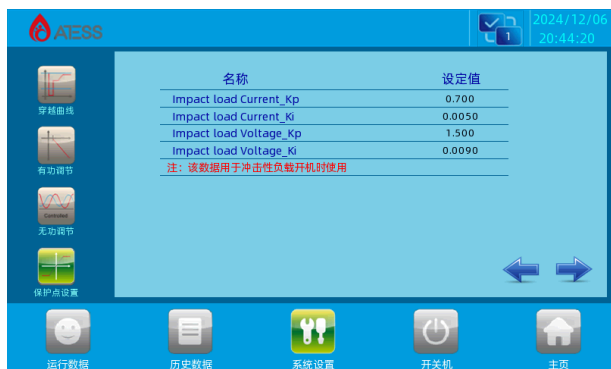 ATESS
1
2024/12/06
20:44:20
穿越曲线
有功调节
Controlled
无功调节
保护点设置
名称 设定值
Impact load Current_Kp 0.700
Impact load Current_Ki 0.0050
Impact load Voltage_Kp 1.500
Impact load Voltage_Ki 0.0090
注：该数据用于冲击性负载开机时使用
运行数据 历史数据 系统设置 开关机 主页